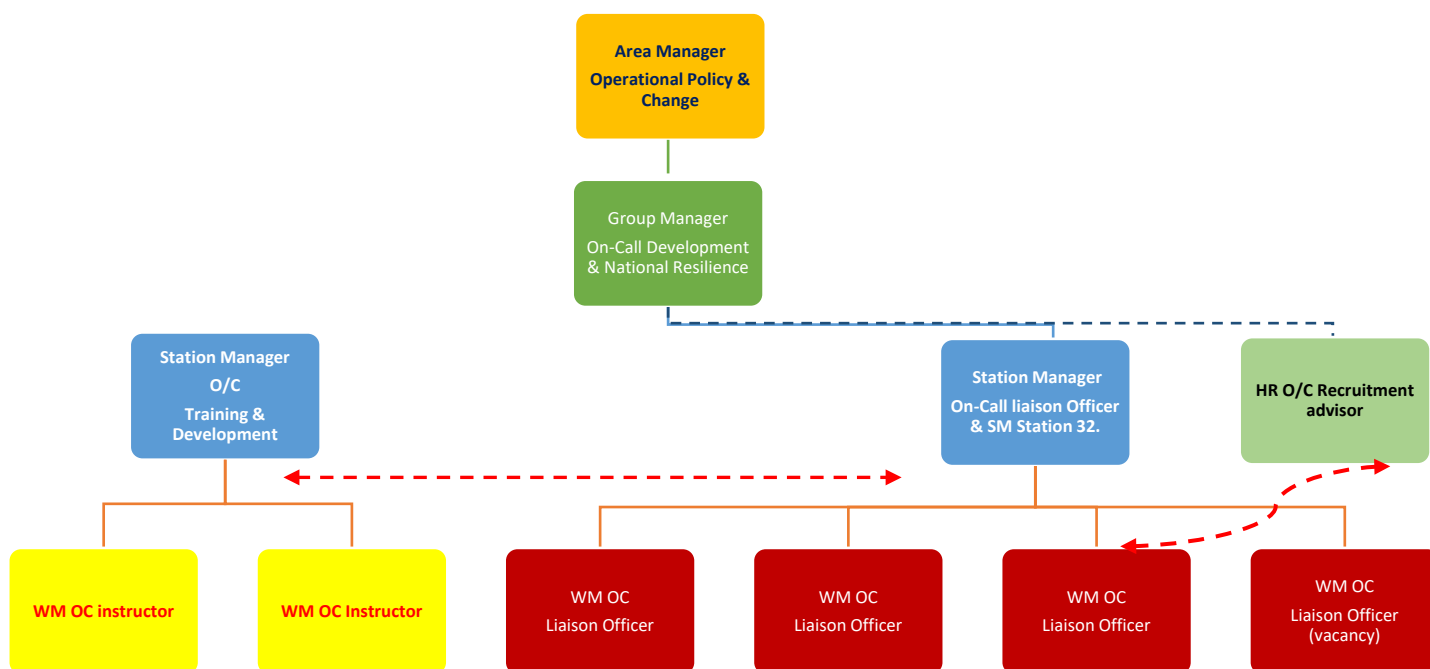 Area Manager
Operational Policy &
Change
Group Manager
On-Call Development
& National Resilience
Station Manager
O/C
Training &
Development
Station Manager
On-Call liaison Officer
& SM Station 32.
HR O/C Recruitment
advisor
WM OC instructor
WM OC Instructor
WM OC
Liaison Officer
WM OC
Liaison Officer
WM OC
Liaison Officer
WM OC
Liaison Officer
(vacancy)